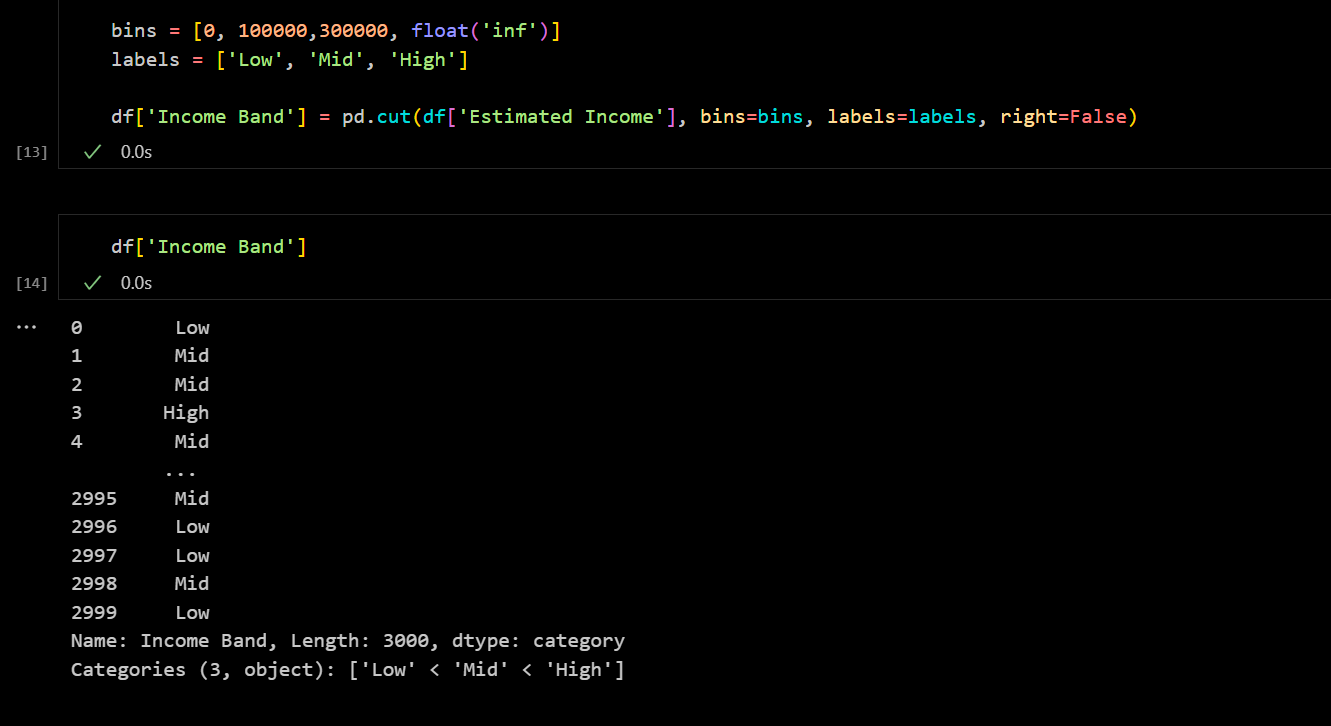 bins = [0, 100000,300000, float('inf')]
labels = ['Low', 'Mid', 'High']
df['Income Band'] = pd.cut(df['Estimated Income'], bins=bins, labels=labels, right=False)
[13] ✓ 0.0s
df['Income Band']
[14] ✓ 0.0s
... 0 Low
1 Mid
2 Mid
3 High
4 Mid
...
2995 Mid
2996 Low
2997 Low
2998 Mid
2999 Low
Name: Income Band, Length: 3000, dtype: category
Categories (3, object): ['Low' < 'Mid' < 'High']